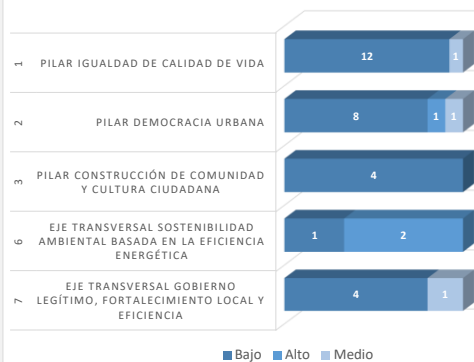 1 PILAR IGUALDAD DE CALIDAD DE VIDA 12 1
2 PILAR DEMOCRACIA URBANA 8 1 1
3 PILAR CONSTRUCCIÓN DE COMUNIDAD
Y CULTURA CIUDADANA 4
6 EJE TRANSVERSAL SOSTENIBILIDAD
AMBIENTAL BASADA EN LA EFICIENCIA
ENERGÉTICA 1 2
7 EJE TRANSVERSAL GOBIERNO
LEGÍTIMO, FORTALECIMIENTO LOCAL Y
EFICIENCIA 4 1
Bajo Alto Medio